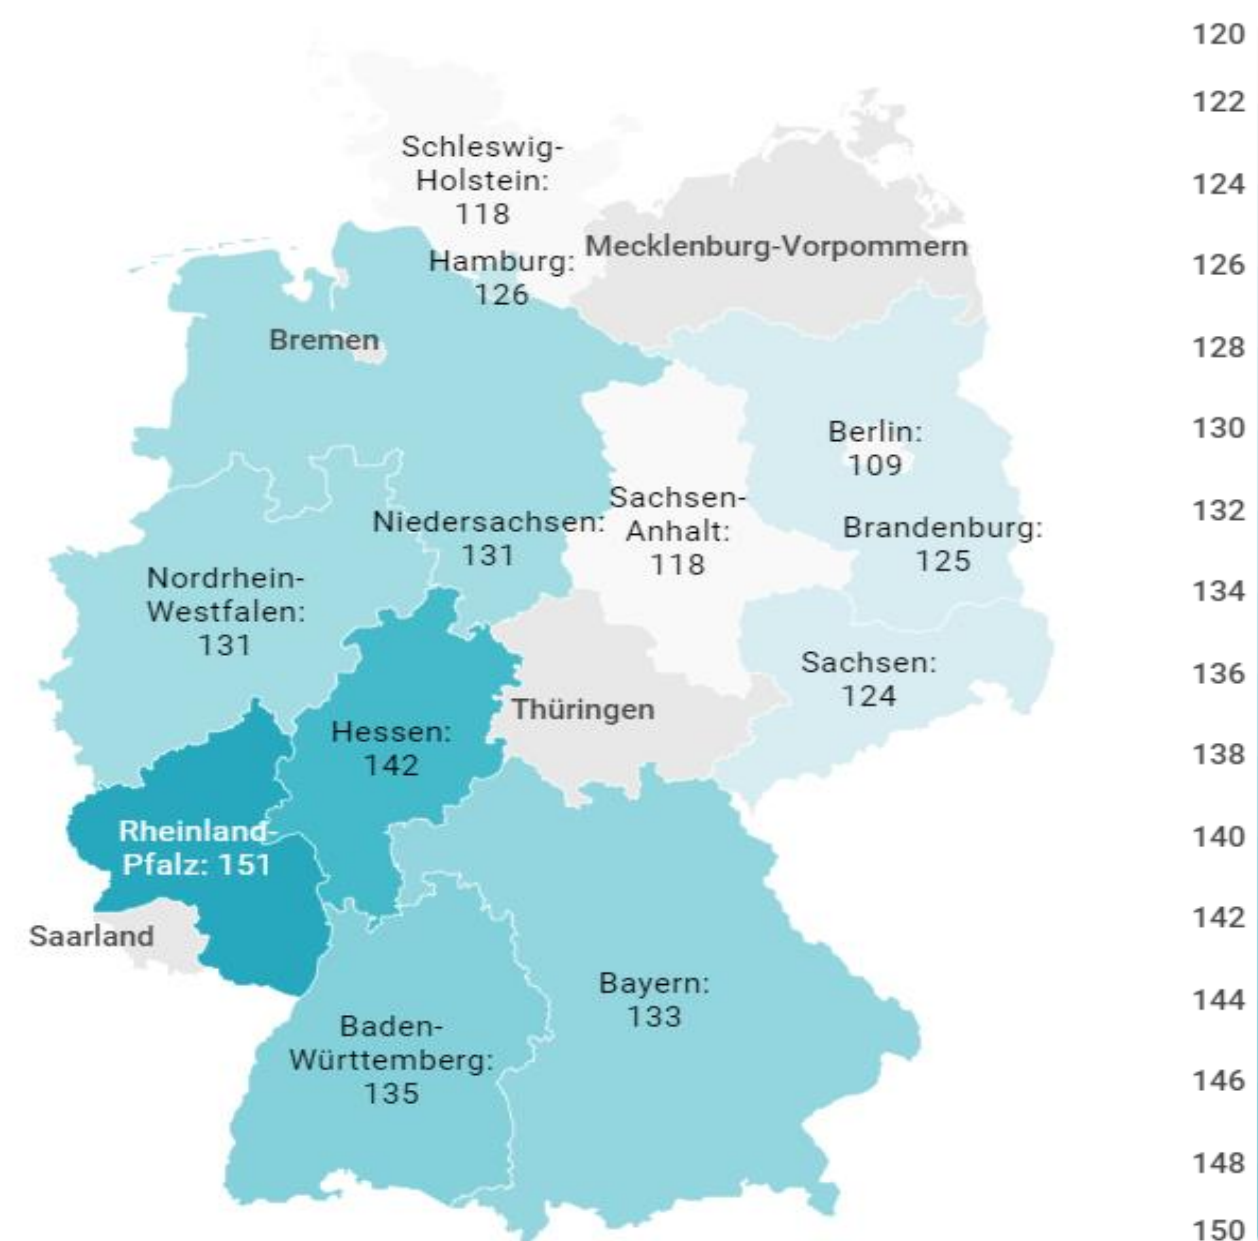 Schleswig-
Holstein:
118
Mecklenburg-Vorpommern
Hamburg:
126
Bremen
Berlin:
109
Sachsen-
Anhalt:
118
Niedersachsen:
131
Brandenburg:
125
Nordrhein-
Westfalen:
131
Sachsen:
124
Thüringen
Hessen:
142
Rheinland-
Pfalz: 151
Saarland
Bayern:
133
Baden-
Württemberg:
135
120
122
124
126
128
130
132
134
136
138
140
142
144
146
148
150